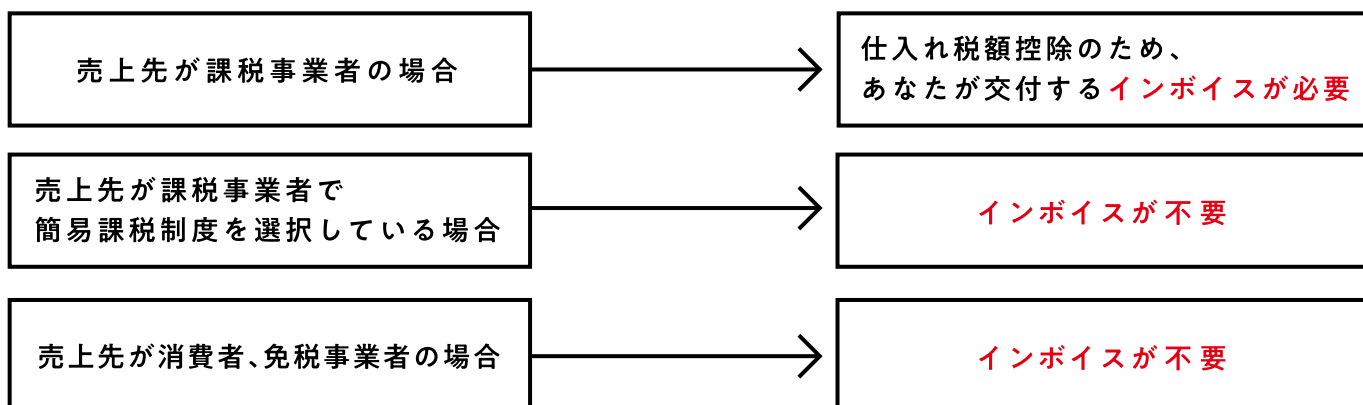 売上先が課税事業者の場合
仕入れ税額控除のため、
あなたが交付するインボイスが必要
売上先が課税事業者で
簡易課税制度を選択している場合
インボイスが不要
売上先が消費者、免税事業者の場合
インボイスが不要